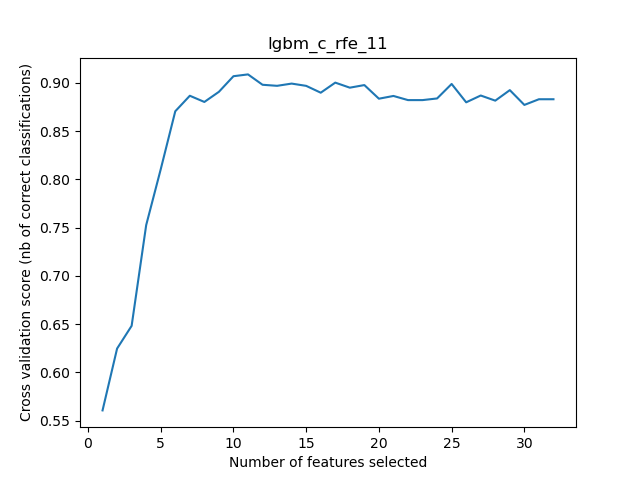 lgbm_c_rfe_11
Cross validation score (nb of correct classifications)
0.90
0.85
0.80
0.75
0.70
0.65
0.60
0.55
0 5 10 15 20 25 30
Number of features selected